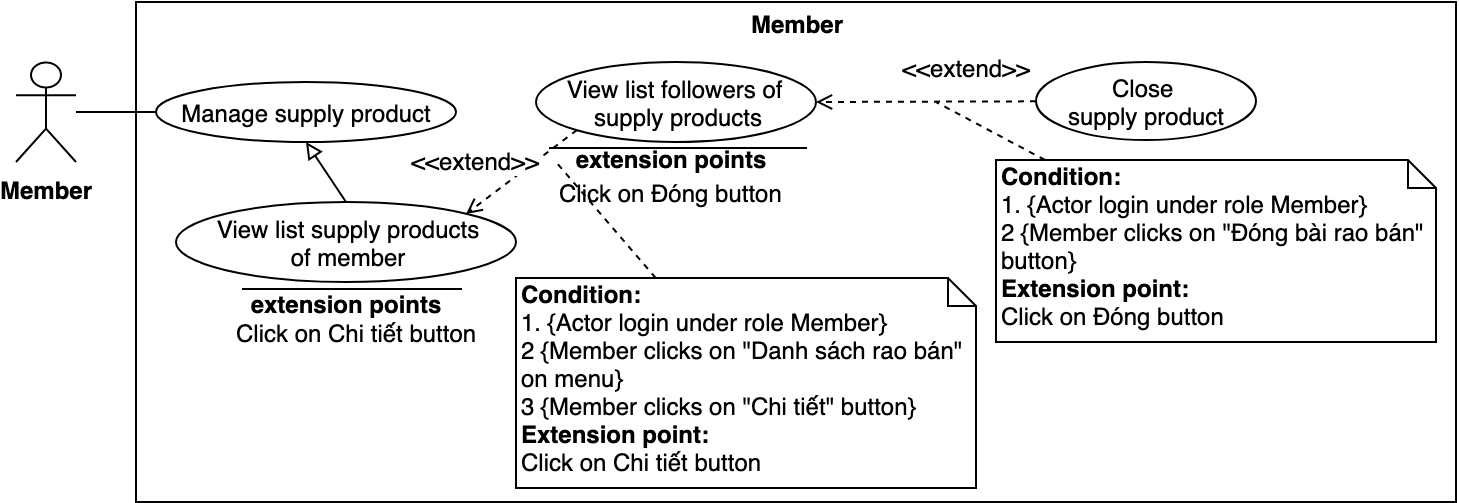 Member
Member
Manage supply product
<<extend>>
View list followers of
supply products
extension points
Click on Đóng button
<<extend>>
Close
supply product
View list supply products
of member
extension points
Click on Chi tiết button
Condition:
1. {Actor login under role Member}
2 {Member clicks on "Danh sách rao bán"
on menu}
3 {Member clicks on "Chi tiết" button}
Extension point:
Click on Chi tiết button
Condition:
1. {Actor login under role Member}
2 {Member clicks on "Đóng bài rao bán"
button}
Extension point:
Click on Đóng button